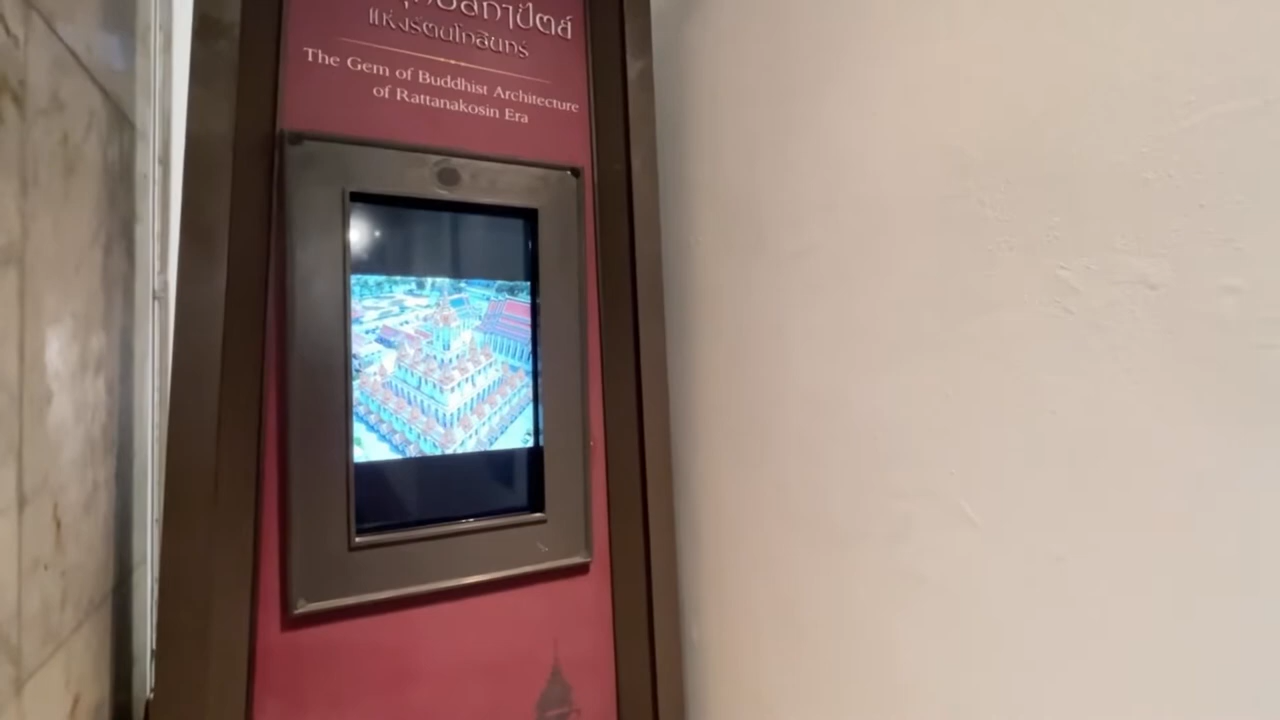 แห่งรัตนโกสินทร์
The Gem of Buddhist Architecture
of Rattanakosin Era